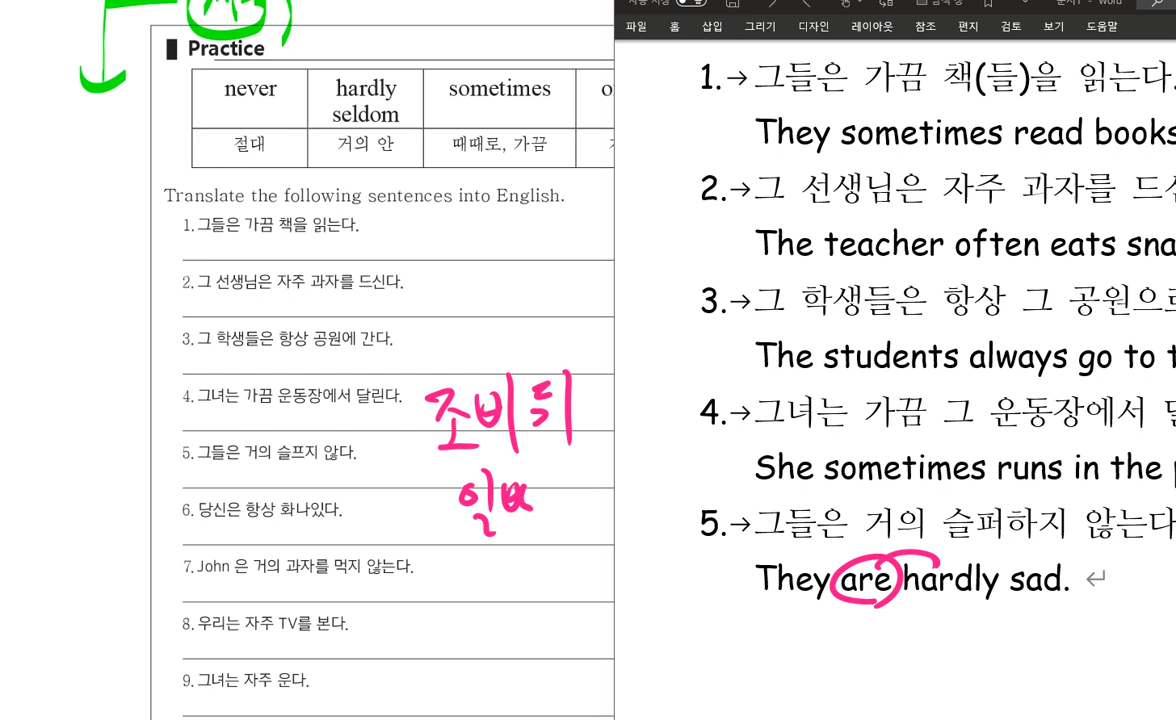 Practice
never hardly seldom sometimes
절대 거의 안 때때로, 가끔
Translate the following sentences into English.
1. 그들은 가끔 책을 읽는다.
2. 그 선생님은 자주 과자를 드신다.
3. 그 학생들은 항상 공원에 간다.
4. 그녀는 가끔 운동장에서 달린다.
5. 그들은 거의 슬프지 않다.
6. 당신은 항상 화나있다.
7. John 은 거의 과자를 먹지 않는다.
8. 우리는 자주 TV를 본다.
9. 그녀는 자주 운다.
조비뒤
파일 홈 삽입 그리기 디자인 레이아웃 참조 편지 검토 보기 도움말
1.→그들은 가끔 책(들)을 읽는다.
They sometimes read books
2.→그 선생님은 자주 과자를
The teacher often eats
3.→그 학생들은 항상 그 공원으로
The students always go to
4.→그녀는 가끔 그 운동장에서
She sometimes runs in the
5.→그들은 거의 슬퍼하지 않는다
They are hardly sad.